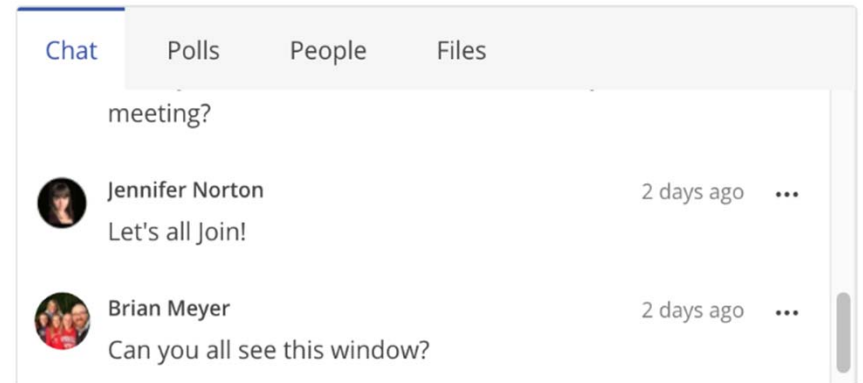 Chat Polls People Files
meeting?
Jennifer Norton 2 days ago
Let's all Join!
Brian Meyer 2 days ago
Can you all see this window?